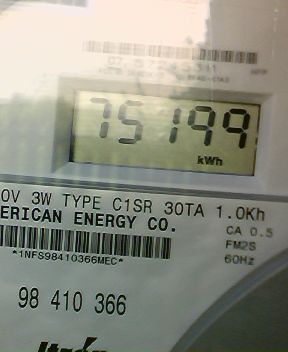 75199
kWh
0V 3W TYPE C1SR 30TA 1.0Kh
ERICAN ENERGY CO.
CA 0.5
FM2S
*1NFS98410366MEC*
60Hz
98 410 366
Itron